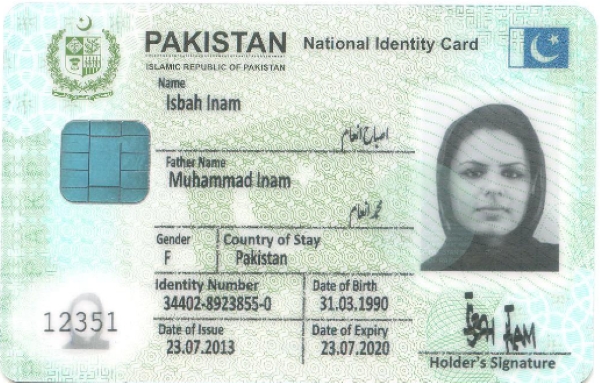 PAKISTAN National Identity Card
ISLAMIC REPUBLIC OF PAKISTAN
Name
Isbah Inam
اصباح انعام
Father Name
Muhammad Inam
محمد انعام
Gender Country of Stay
F Pakistan
Identity Number Date of Birth
34402-8923855-0 31.03.1990
12351
Date of Issue Date of Expiry
23.07.2013 23.07.2020
Holder's Signature